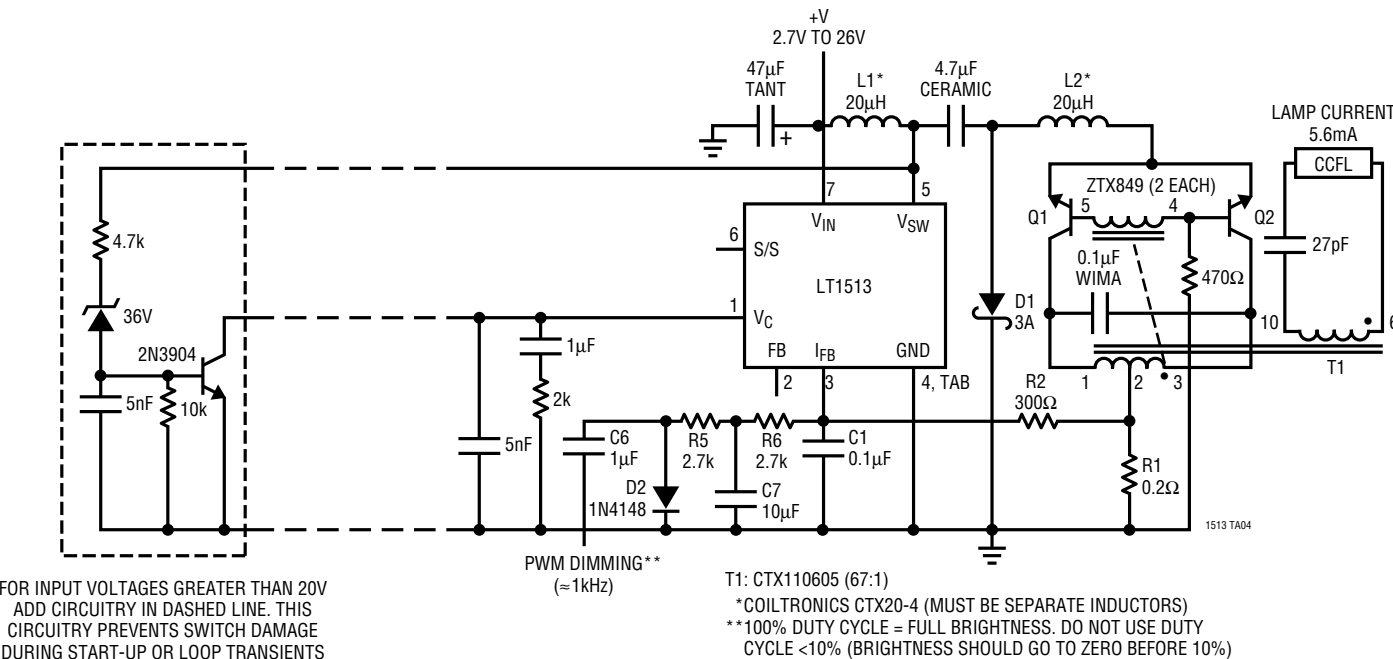 +V
2.7V TO 26V
47µF
TANT
+
L1*
20µH
4.7µF
CERAMIC
L2*
20µH
LAMP CURRENT
5.6mA
CCFL
ZTX849 (2 EACH)
Q1
5
4
Q2
27pF
0.1µF
WIMA
470Ω
10
6
T1
1
2
3
7
5
VIN
VSW
6
S/S
LT1513
1
VC
FB
IFB
GND
2
3
4, TAB
D1
3A
4.7k
36V
2N3904
5nF
10k
1µF
2k
5nF
C6
1µF
R5
2.7k
R6
2.7k
D2
1N4148
C7
10µF
C1
0.1µF
R2
300Ω
R1
0.2Ω
1513 TA04
PWM DIMMING**
(≈1kHz)
FOR INPUT VOLTAGES GREATER THAN 20V
ADD CIRCUITRY IN DASHED LINE. THIS
CIRCUITRY PREVENTS SWITCH DAMAGE
DURING START-UP OR LOOP TRANSIENTS
T1: CTX110605 (67:1)
*COILTRONICS CTX20-4 (MUST BE SEPARATE INDUCTORS)
**100% DUTY CYCLE = FULL BRIGHTNESS. DO NOT USE DUTY
CYCLE <10% (BRIGHTNESS SHOULD GO TO ZERO BEFORE 10%)